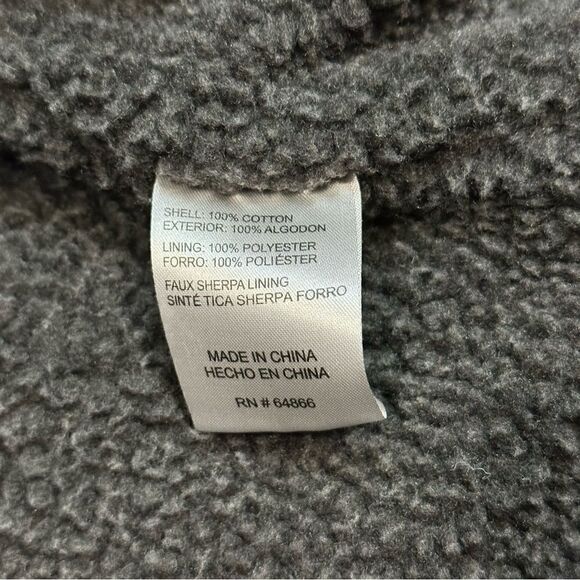 SHELL: 100% COTTON
EXTERIOR: 100% ALGODON
LINING: 100% POLYESTER
FORRO: 100% POLIÉSTER
FAUX SHERPA LINING
SINTÉ TICA SHERPA FORRO
MADE IN CHINA
HECHO EN CHINA
RN # 64866